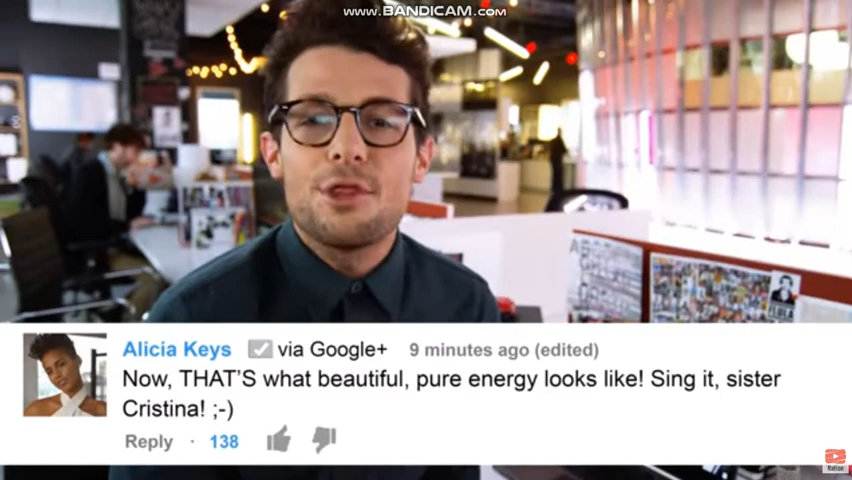 www.BANDICAM.com
Alicia Keys via Google+ 9 minutes ago (edited)
Now, THAT'S what beautiful, pure energy looks like! Sing it, sister
Cristina! ;-)
Reply · 138
Nation